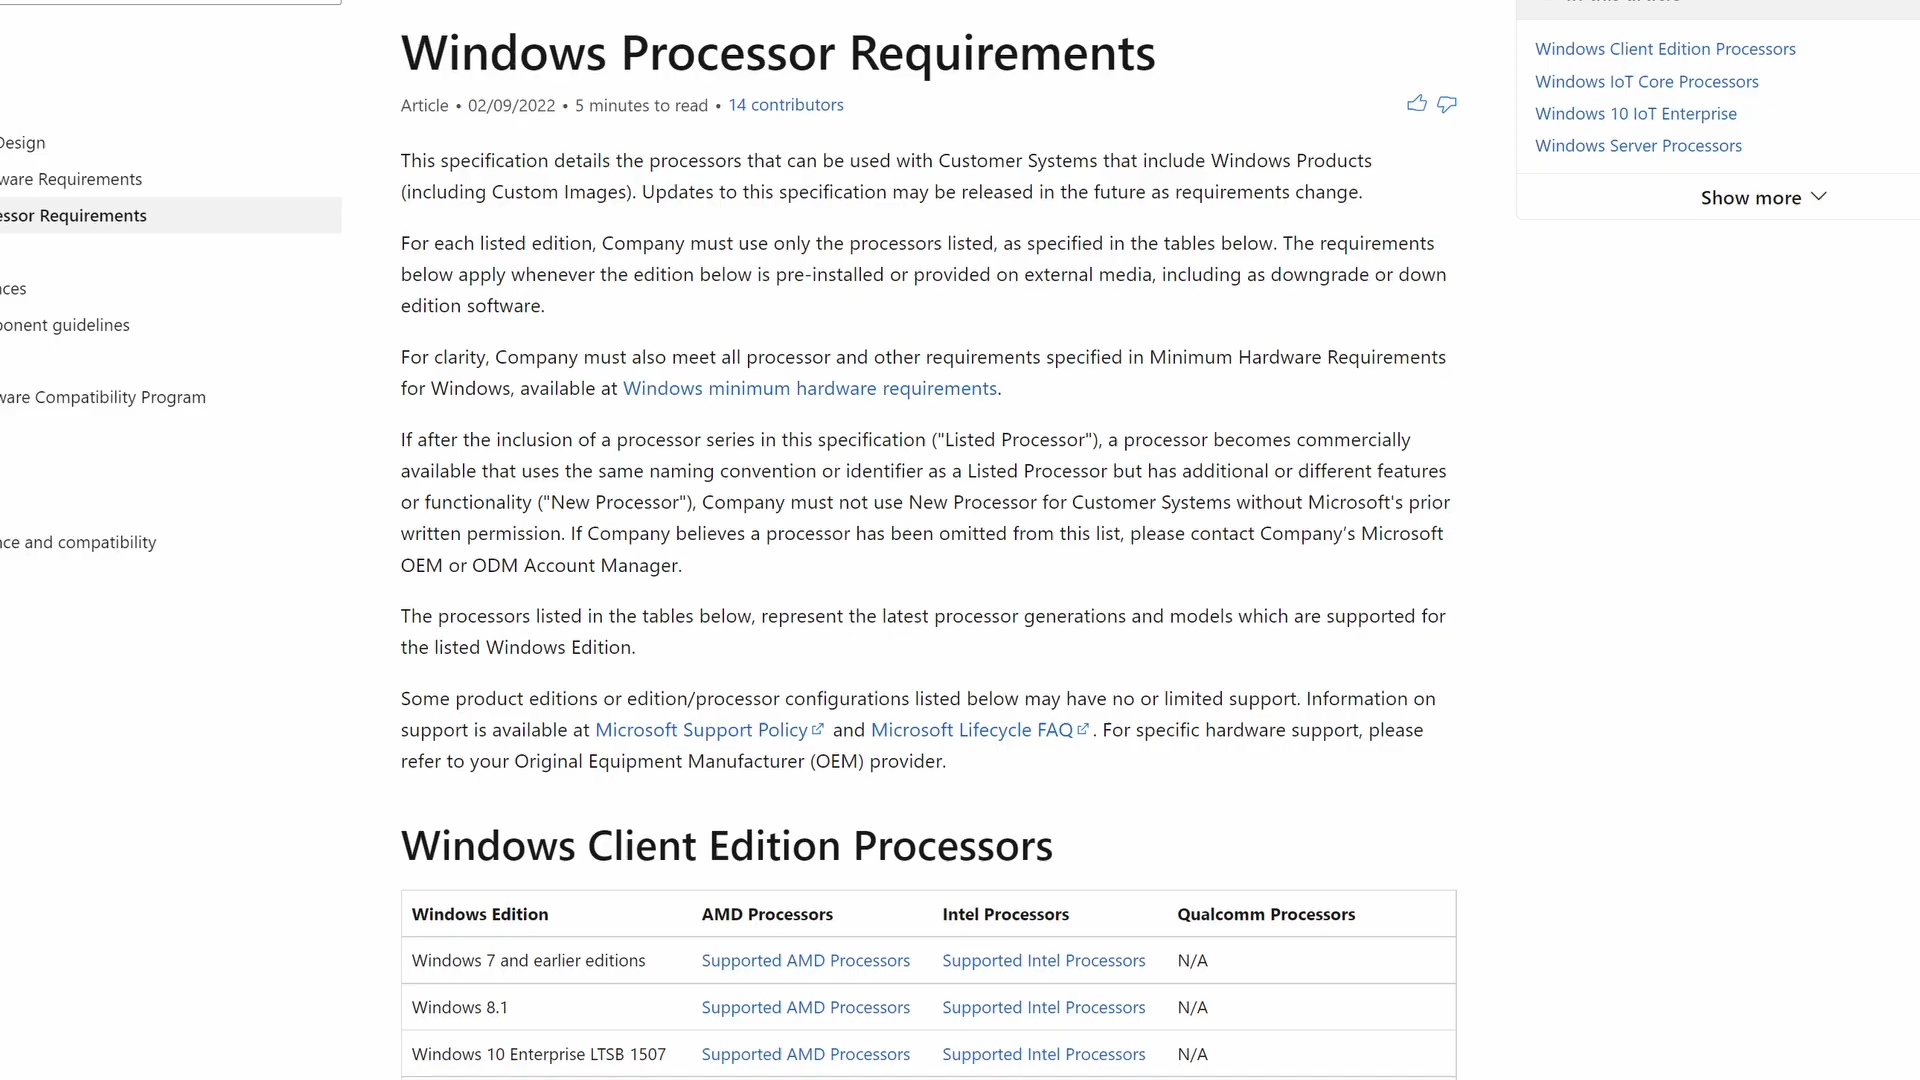 Windows Processor Requirements
Article • 02/09/2022 • 5 minutes to read • 14 contributors
This specification details the processors that can be used with Customer Systems that include Windows Products
(including Custom Images). Updates to this specification may be released in the future as requirements change.
For each listed edition, Company must use only the processors listed, as specified in the tables below. The requirements
below apply whenever the edition below is pre-installed or provided on external media, including as downgrade or down
edition software.
For clarity, Company must also meet all processor and other requirements specified in Minimum Hardware Requirements
for Windows, available at Windows minimum hardware requirements.
If after the inclusion of a processor series in this specification ("Listed Processor"), a processor becomes commercially
available that uses the same naming convention or identifier as a Listed Processor but has additional or different features
or functionality ("New Processor"), Company must not use New Processor for Customer Systems without Microsoft's prior
written permission. If Company believes a processor has been omitted from this list, please contact Company’s Microsoft
OEM or ODM Account Manager.
The processors listed in the tables below, represent the latest processor generations and models which are supported for
the listed Windows Edition.
Some product editions or edition/processor configurations listed below may have no or limited support. Information on
support is available at Microsoft Support Policy and Microsoft Lifecycle FAQ . For specific hardware support, please
refer to your Original Equipment Manufacturer (OEM) provider.
Windows Client Edition Processors
Windows Edition AMD Processors Intel Processors Qualcomm Processors
Windows 7 and earlier editions Supported AMD Processors Supported Intel Processors N/A
Windows 8.1 Supported AMD Processors Supported Intel Processors N/A
Windows 10 Enterprise LTSB 1507 Supported AMD Processors Supported Intel Processors N/A
Design
ware Requirements
essor Requirements
nces
ponent guidelines
ware Compatibility Program
nce and compatibility
Windows Client Edition Processors
Windows IoT Core Processors
Windows 10 IoT Enterprise
Windows Server Processors
Show more